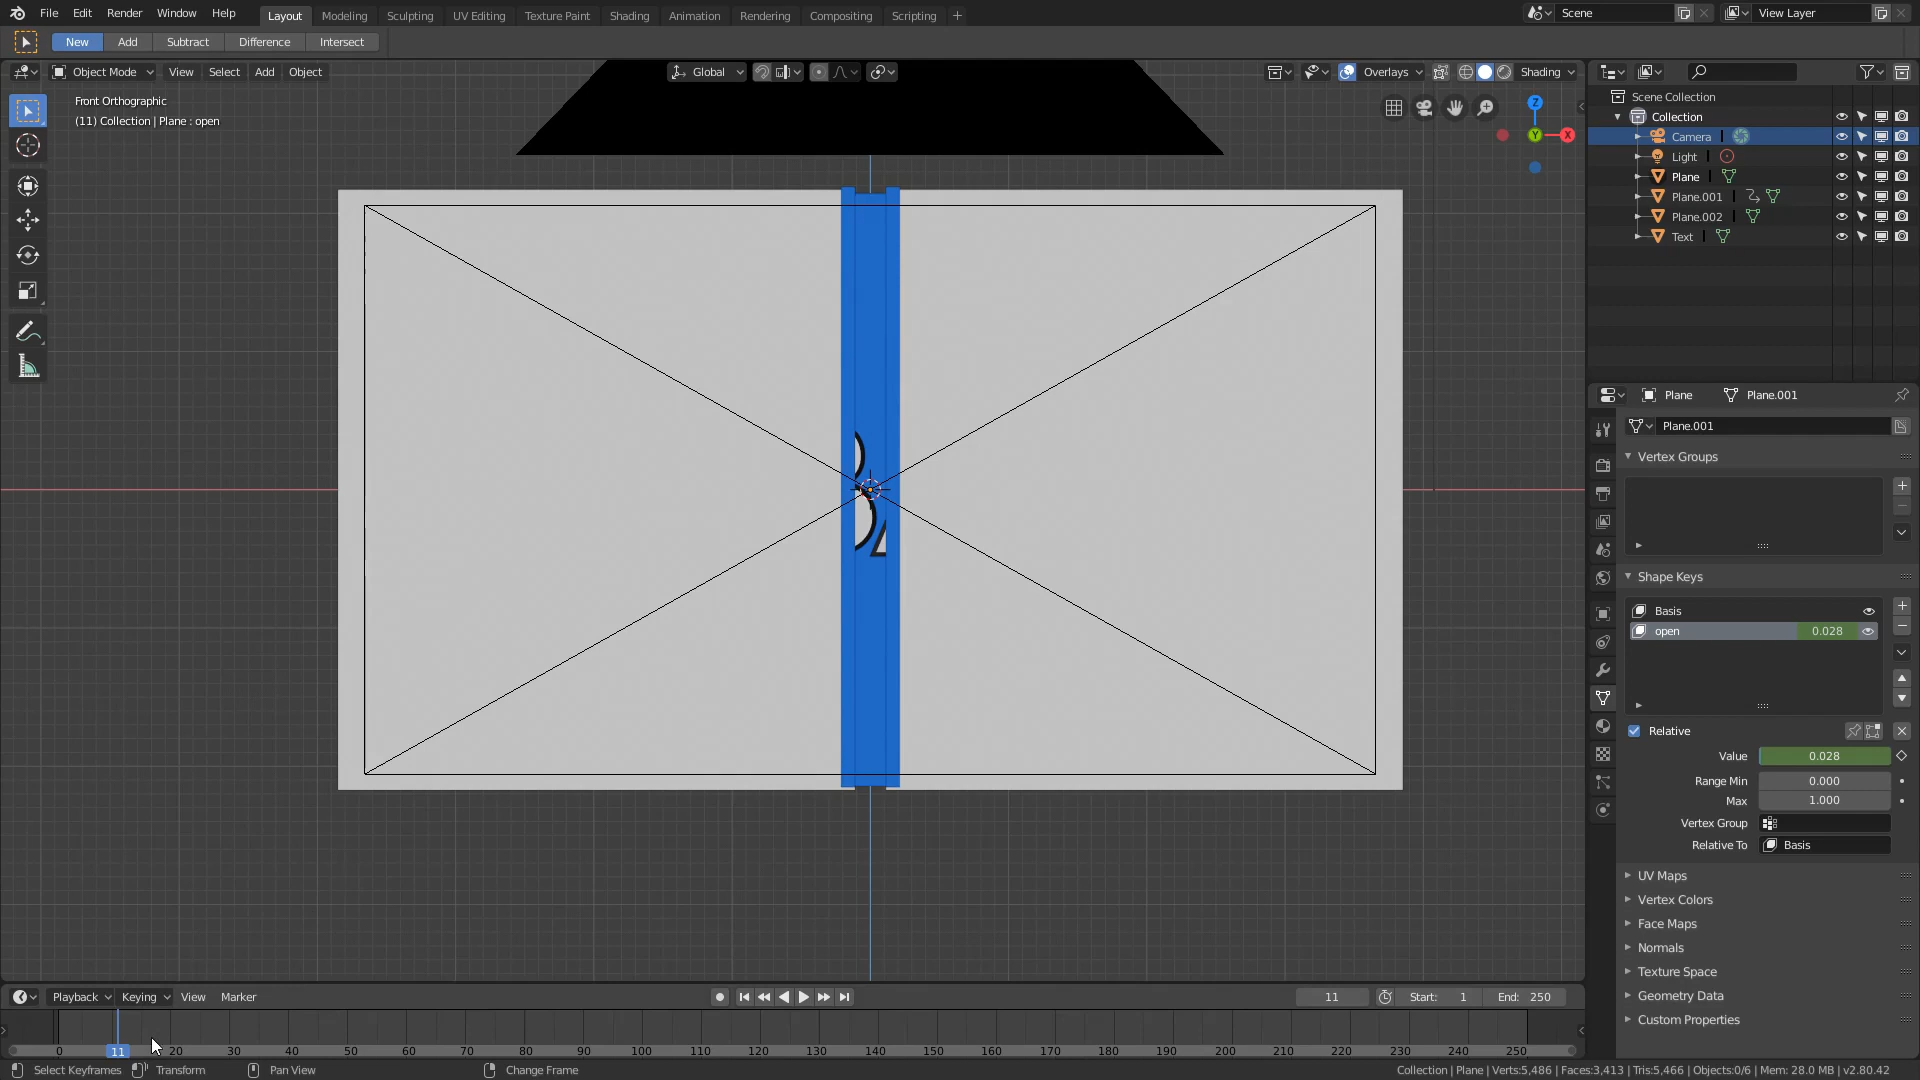 File Edit Render Window Help Layout Modeling Sculpting UV Editing Texture Paint Shading Animation Rendering Compositing Scripting + Scene View Layer
New Add Subtract Difference Intersect
Object Mode View Select Add Object Global Overlays Shading
Front Orthographic
(11) Collection | Plane : open
Z
Y X
Scene Collection
Collection
Camera
Light
Plane
Plane.001
Plane.002
Text
Plane Plane.001
Plane.001
Vertex Groups
Shape Keys
Basis
open 0.028
Relative
Value 0.028
Range Min 0.000
Max 1.000
Vertex Group
Relative To Basis
UV Maps
Vertex Colors
Face Maps
Normals
Texture Space
Geometry Data
Custom Properties
Playback Keying View Marker 11 Start: 1 End: 250
0 11 20 30 40 50 60 70 80 90 100 110 120 130 140 150 160 170 180 190 200 210 220 230 240 250
Select Keyframes Transform Pan View Change Frame Collection | Plane | Verts:5,486 | Faces:3,413 | Tris:5,466 | Objects:0/6 | Mem: 28.0 MB | v2.80.42